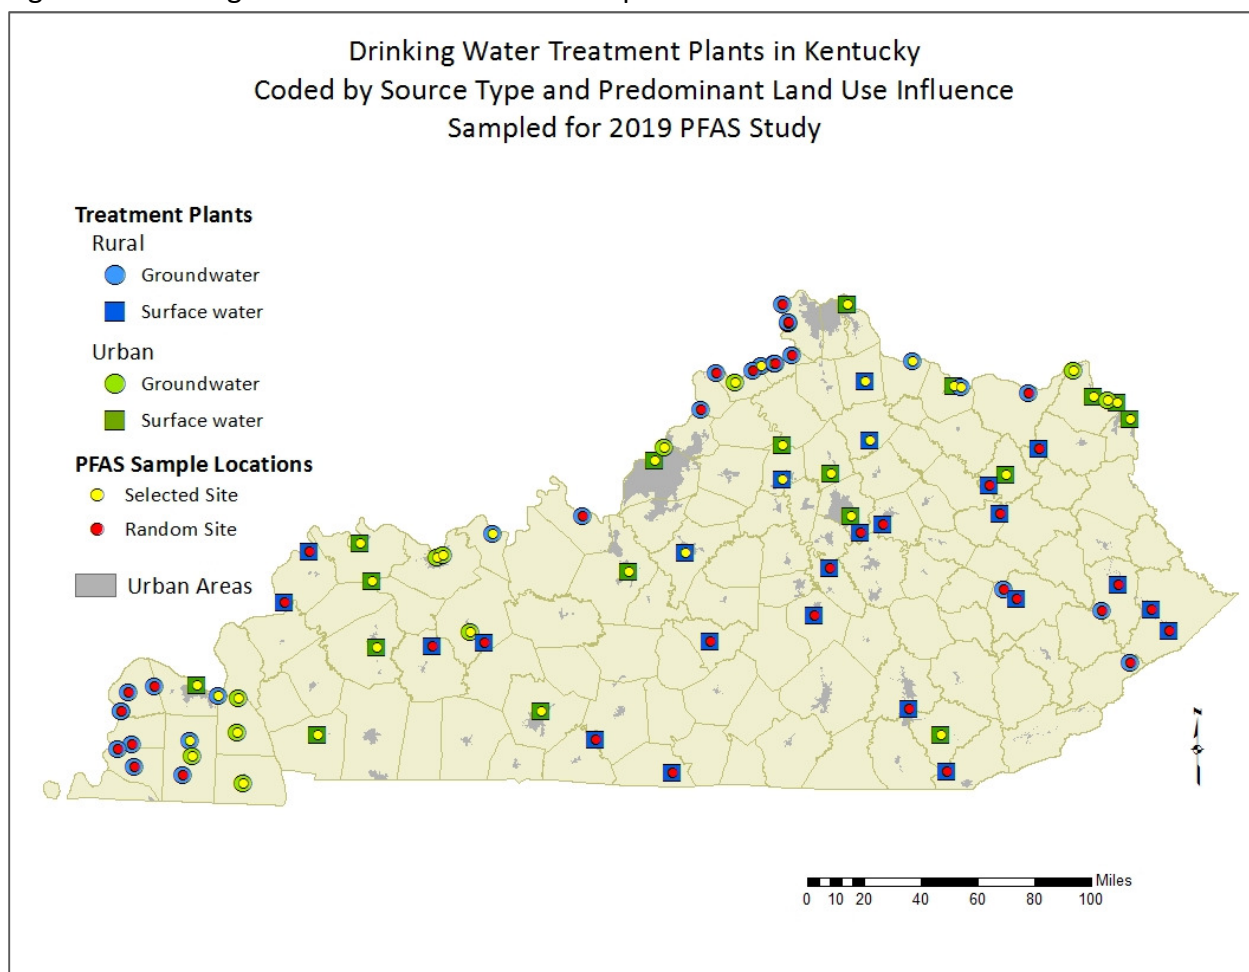 Drinking Water Treatment Plants in Kentucky
Coded by Source Type and Predominant Land Use Influence
Sampled for 2019 PFAS Study
Treatment Plants
Rural
Groundwater
Surface water
Urban
Groundwater
Surface water
PFAS Sample Locations
Selected Site
Random Site
Urban Areas
N
Miles
0 10 20 40 60 80 100